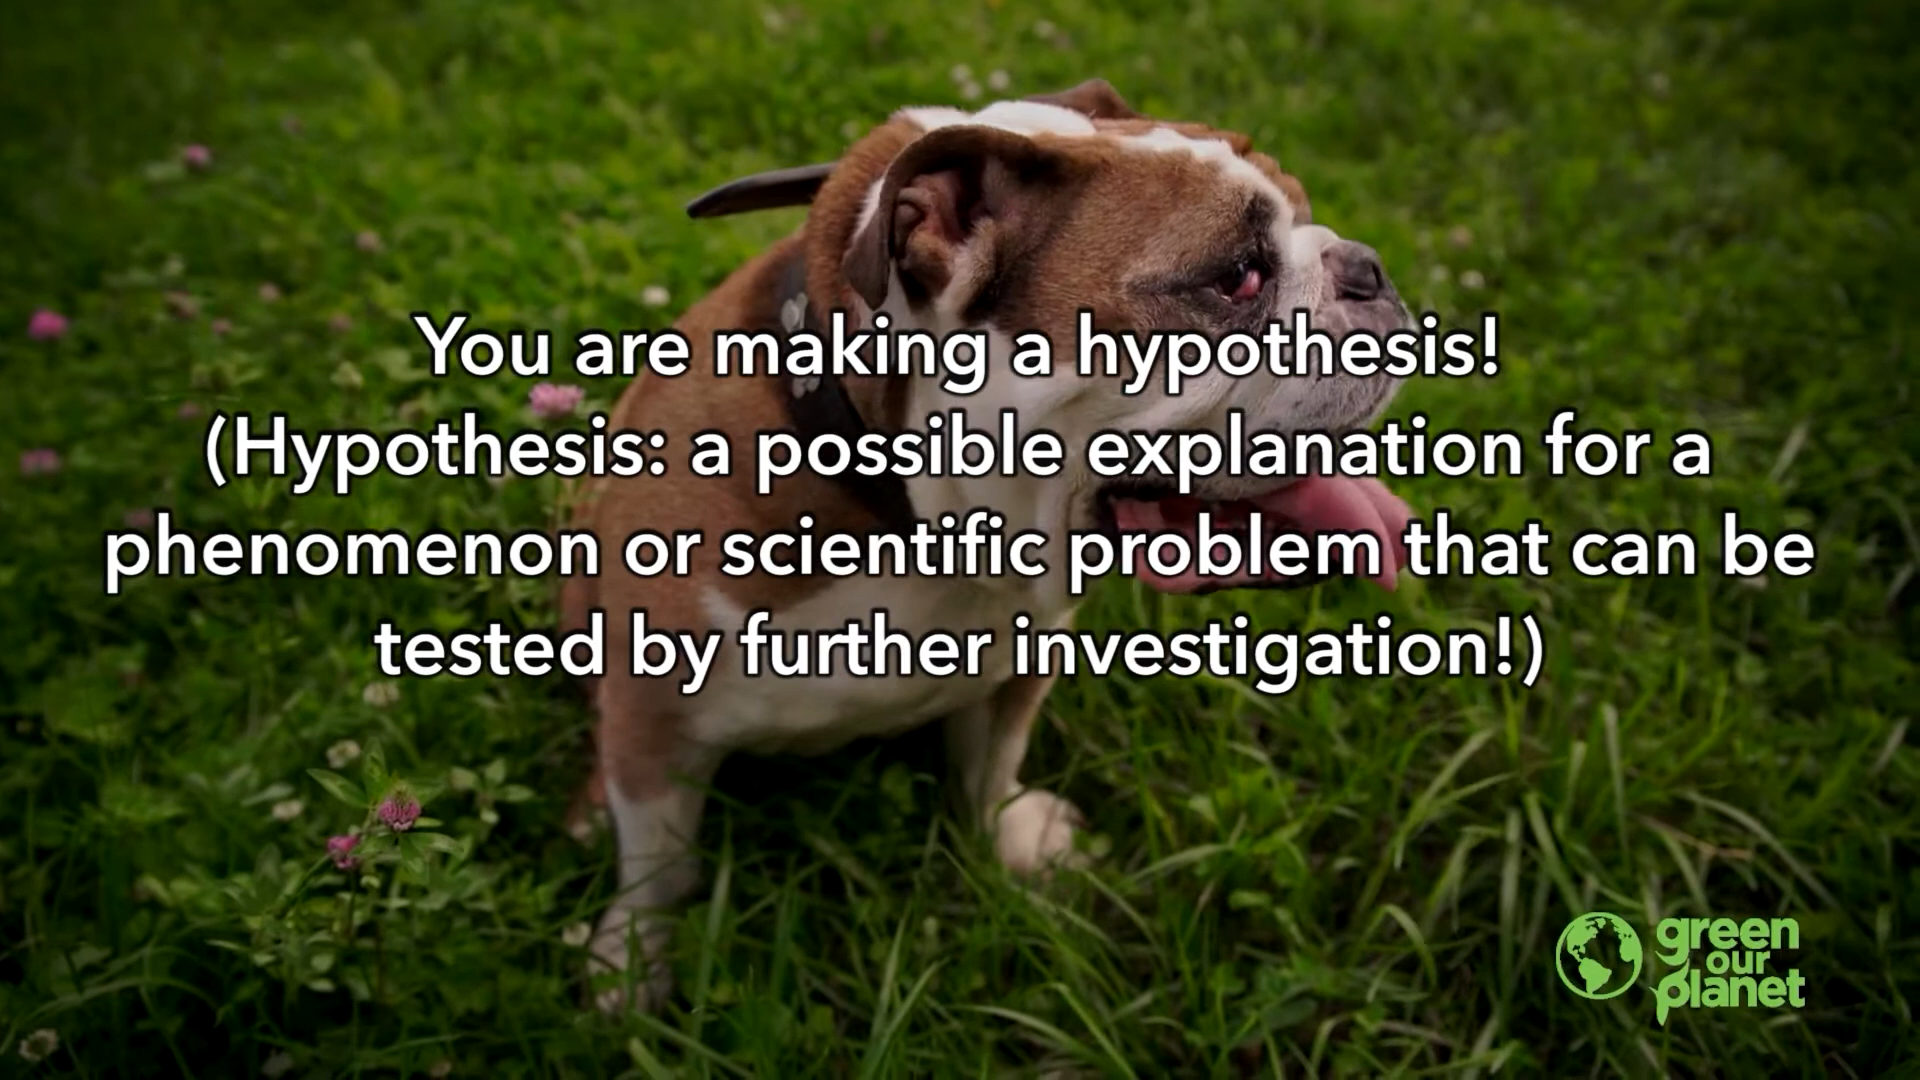 You are making a hypothesis!
(Hypothesis: a possible explanation for a
phenomenon or scientific problem that can be
tested by further investigation!)
green
our
planet